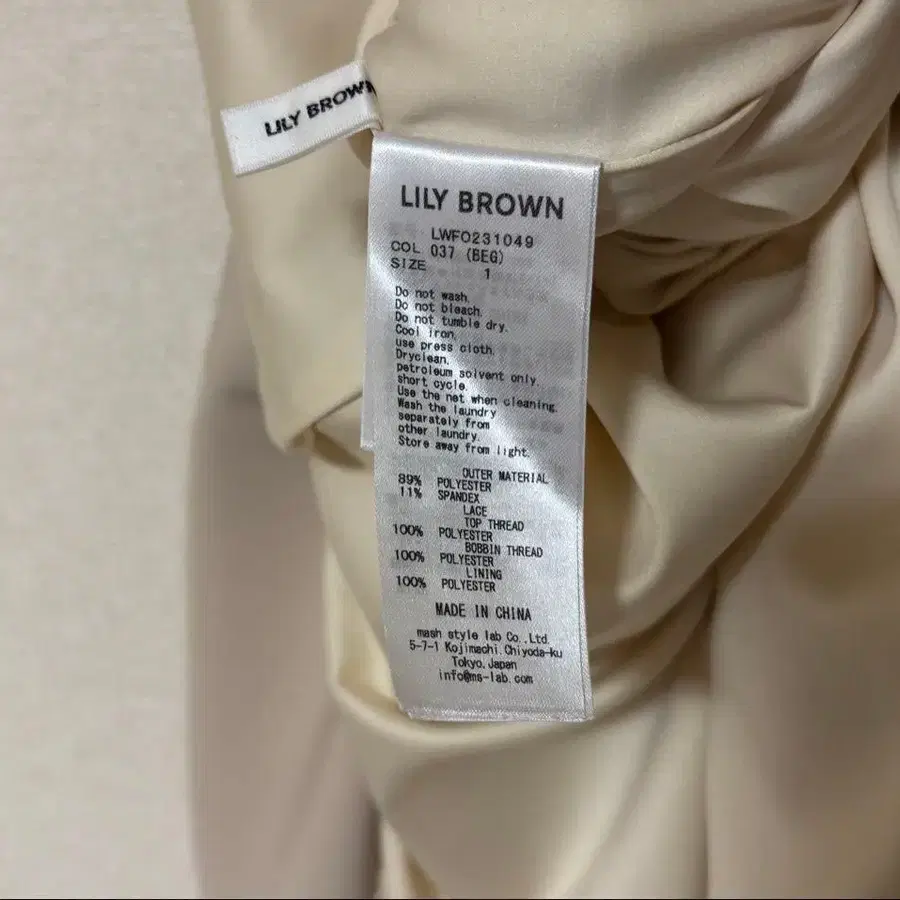 LILY BROWN
LILY BROWN
LWFO231049
COL 037 (BEG)
SIZE 1
Do not wash.
Do not bleach.
Do not tumble dry.
Cool iron.
use press cloth.
Dryclean,
petroleum solvent only.
short cycle.
Use the net when cleaning.
Wash the laundry
separately from
other laundry.
Store away from light.
OUTER MATERIAL
89% POLYESTER
11% SPANDEX
LACE
TOP THREAD
100% POLYESTER
BOBBIN THREAD
100% POLYESTER
LINING
100% POLYESTER
MADE IN CHINA
mash style lab Co.,Ltd.
5-7-1 Kojimachi,Chiyoda-ku
Tokyo,Japan
info@ms-lab.com